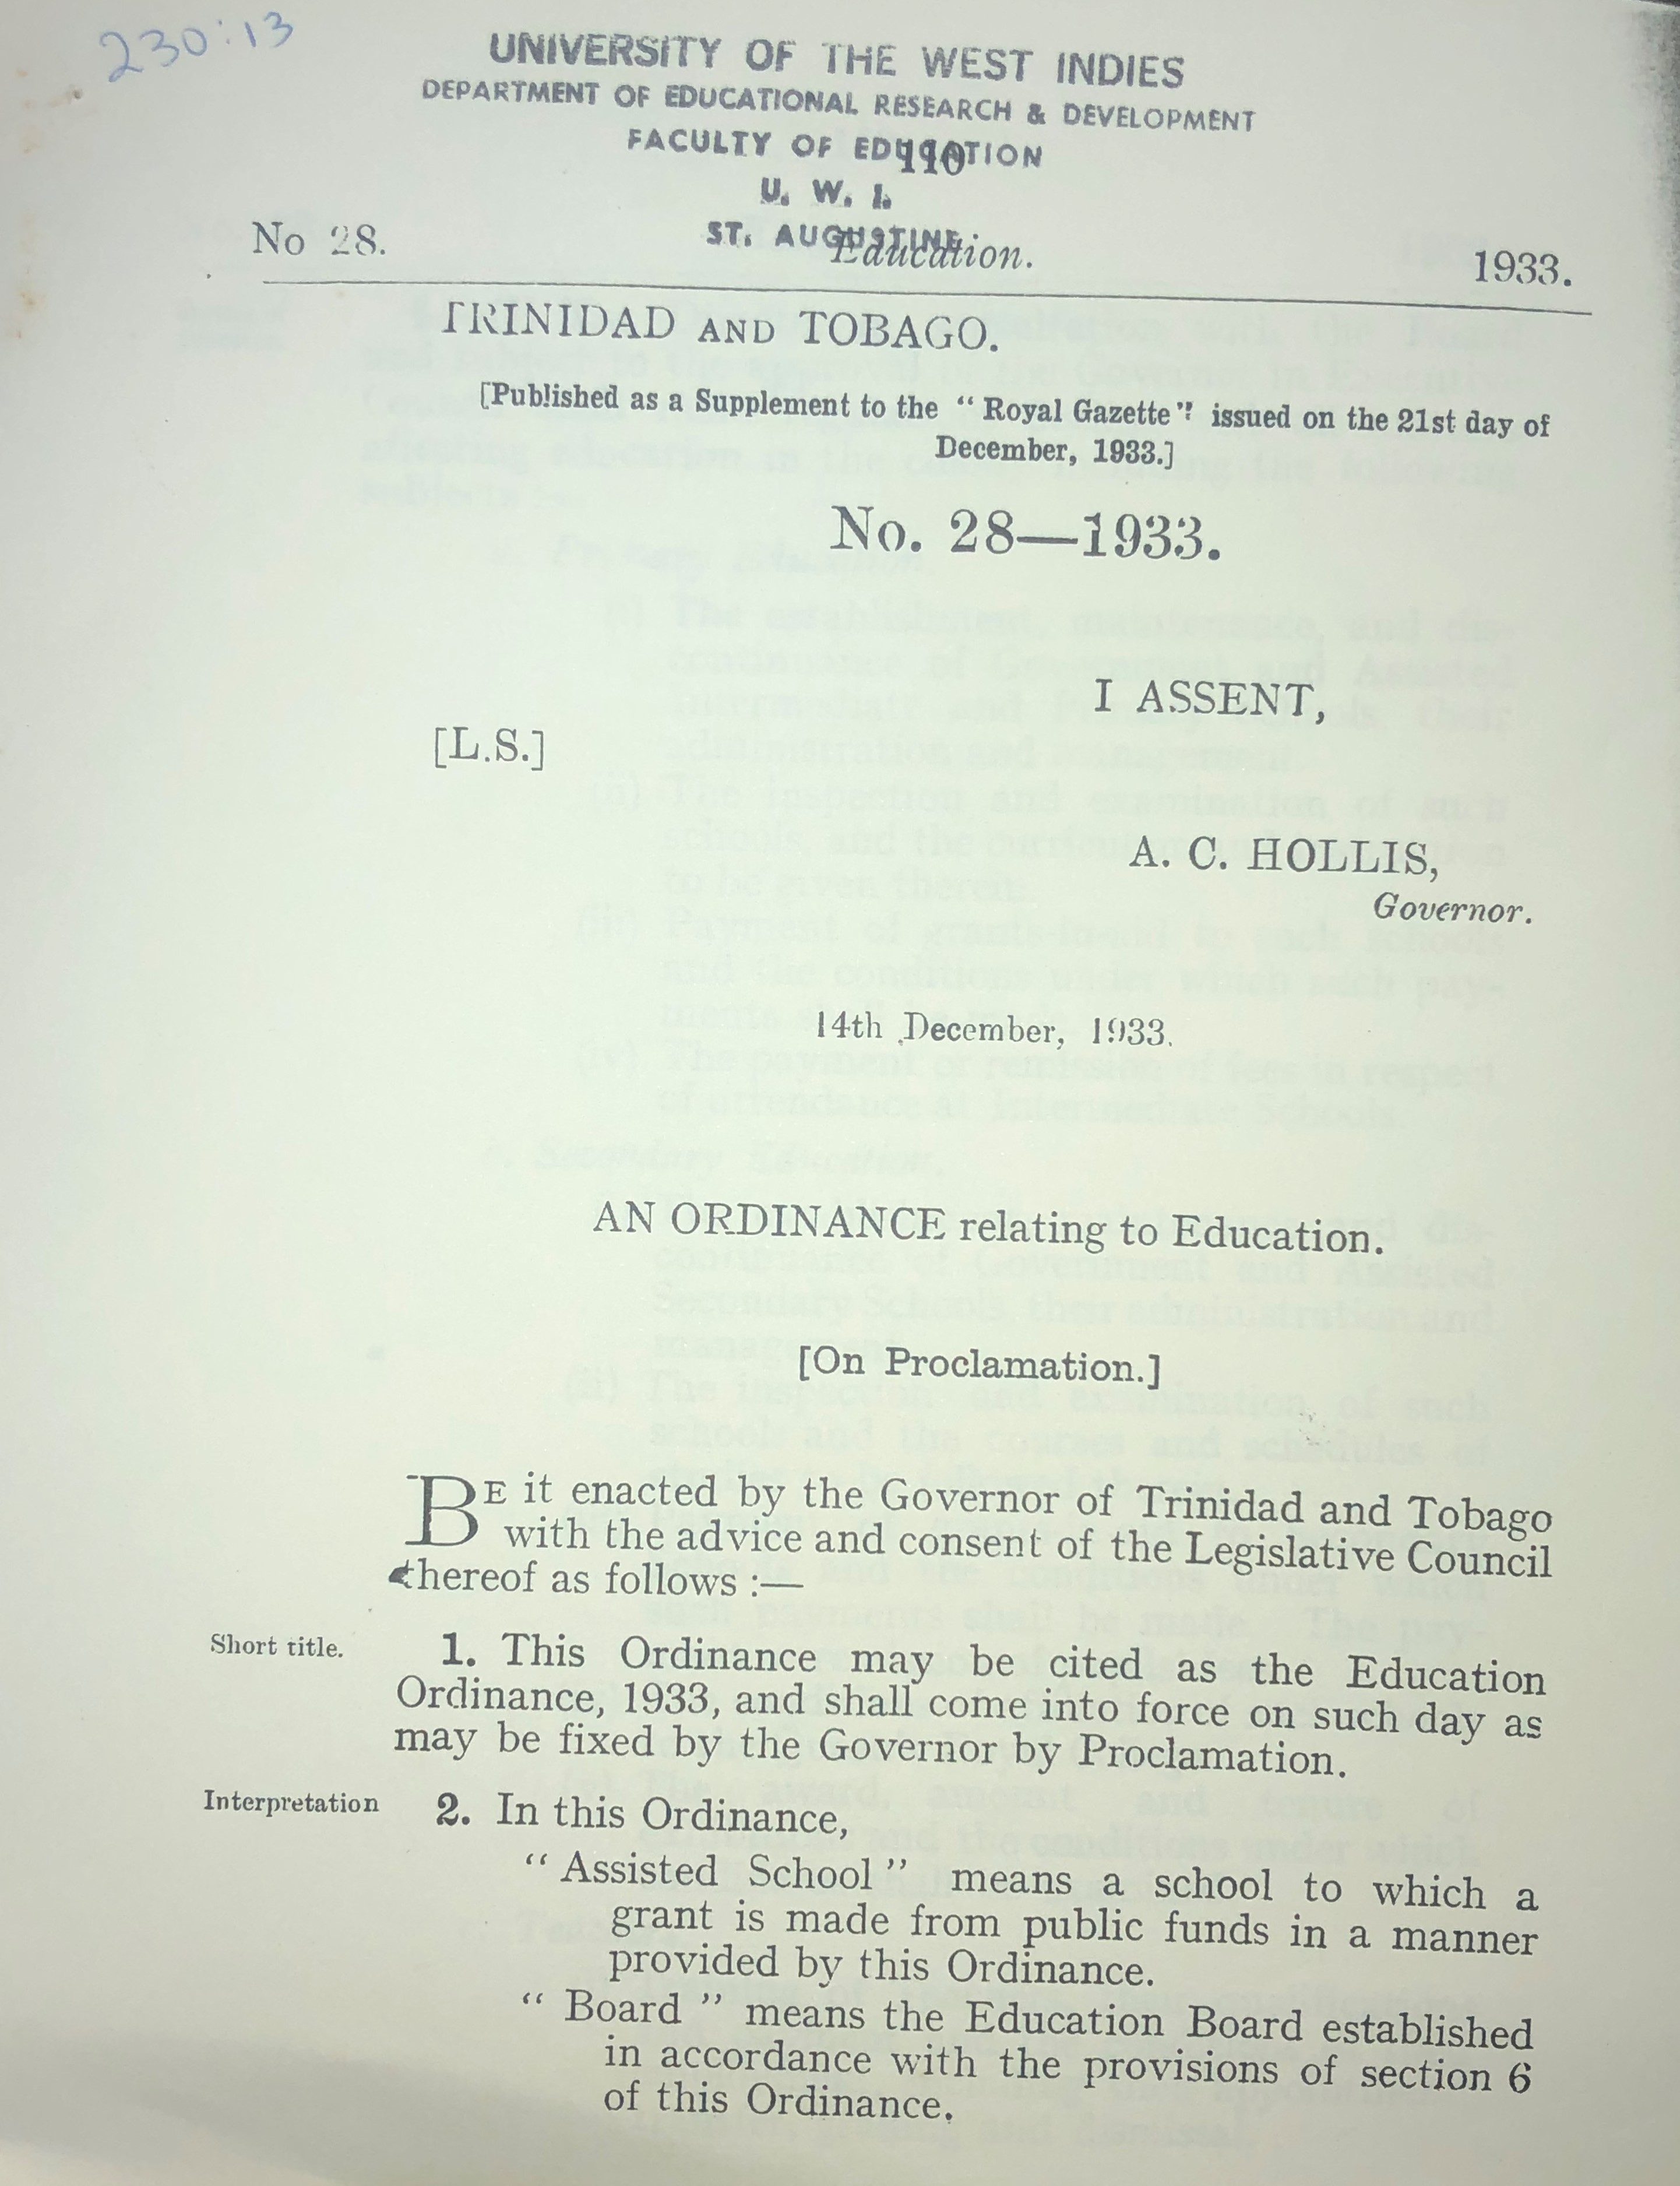 230:13
UNIVERSITY OF THE WEST INDIES
DEPARTMENT OF EDUCATIONAL RESEARCH & DEVELOPMENT
FACULTY OF EDUCATION
110
U. W. I.
ST. AUGUSTINE
No 28.
Education.
1933.
TRINIDAD AND TOBAGO.
[Published as a Supplement to the “ Royal Gazette ” issued on the 21st day of
December, 1933.]
No. 28—1933.
I ASSENT,
[L.S.]
A. C. HOLLIS,
Governor.
14th December, 1933.
AN ORDINANCE relating to Education.
[On Proclamation.]
BE it enacted by the Governor of Trinidad and Tobago
with the advice and consent of the Legislative Council
thereof as follows :—
Short title.
1. This Ordinance may be cited as the Education
Ordinance, 1933, and shall come into force on such day as
may be fixed by the Governor by Proclamation.
Interpretation
2. In this Ordinance,
“ Assisted School ” means a school to which a
grant is made from public funds in a manner
provided by this Ordinance.
“ Board ” means the Education Board established
in accordance with the provisions of section 6
of this Ordinance.